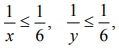 1/x ≤ 1/6, 1/y ≤ 1/6,